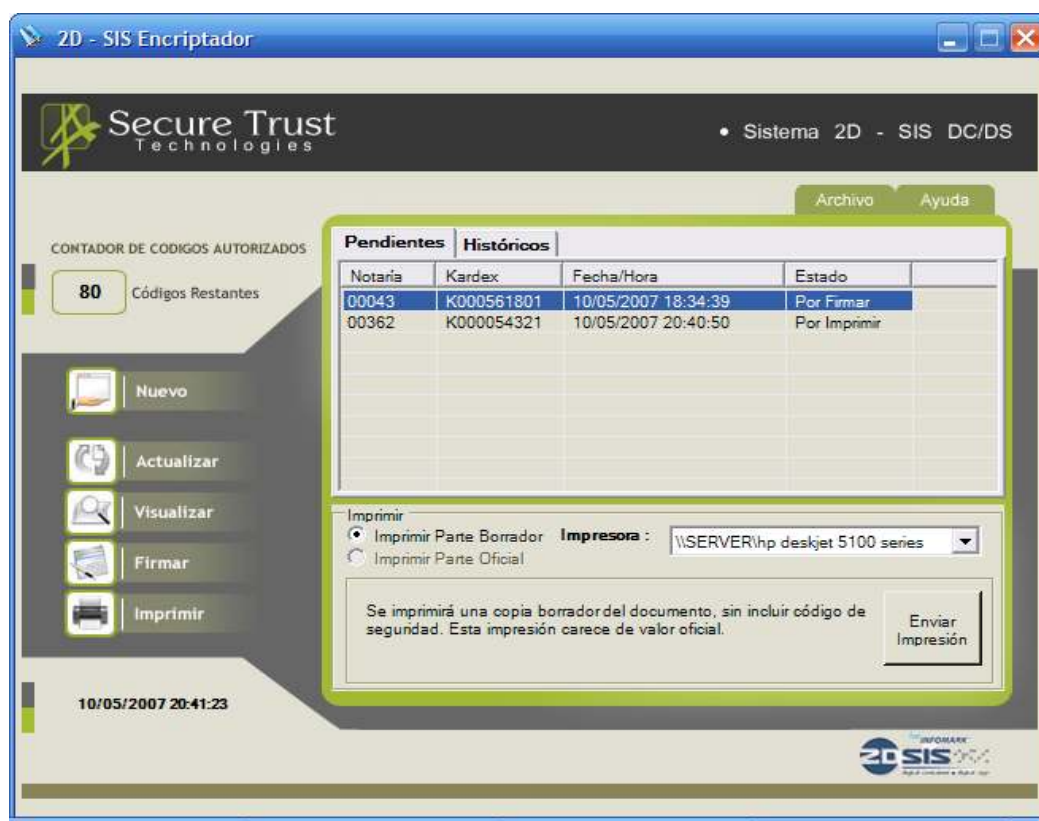 2D - SIS Encriptador
Secure Trust
Technologies
• Sistema 2D - SIS DC/DS
Archivo Ayuda
CONTADOR DE CODIGOS AUTORIZADOS
80 Códigos Restantes
Pendientes Históricos
Notaría Kardex Fecha/Hora Estado
00043 K000561801 10/05/2007 18:34:39 Por Firmar
00362 K000054321 10/05/2007 20:40:50 Por Imprimir
Nuevo
Actualizar
Visualizar
Firmar
Imprimir
Imprimir
Imprimir Parte Borrador
Imprimir Parte Oficial
Impresora :
\\SERVER\hp deskjet 5100 series
Se imprimirá una copia borrador del documento, sin incluir código de
seguridad. Esta impresión carece de valor oficial.
Enviar
Impresión
10/05/2007 20:41:23
INFOMARK
2D SIS